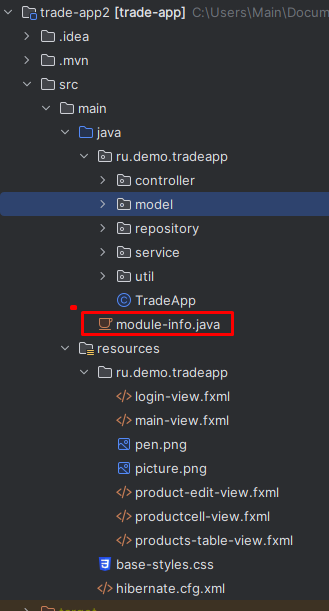 trade-app2 [trade-app] C:\Users\Main\Docum
.idea
.mvn
src
main
java
ru.demo.tradeapp
controller
model
repository
service
util
TradeApp
module-info.java
resources
ru.demo.tradeapp
login-view.fxml
main-view.fxml
pen.png
picture.png
product-edit-view.fxml
productcell-view.fxml
products-table-view.fxml
base-styles.css
hibernate.cfg.xml